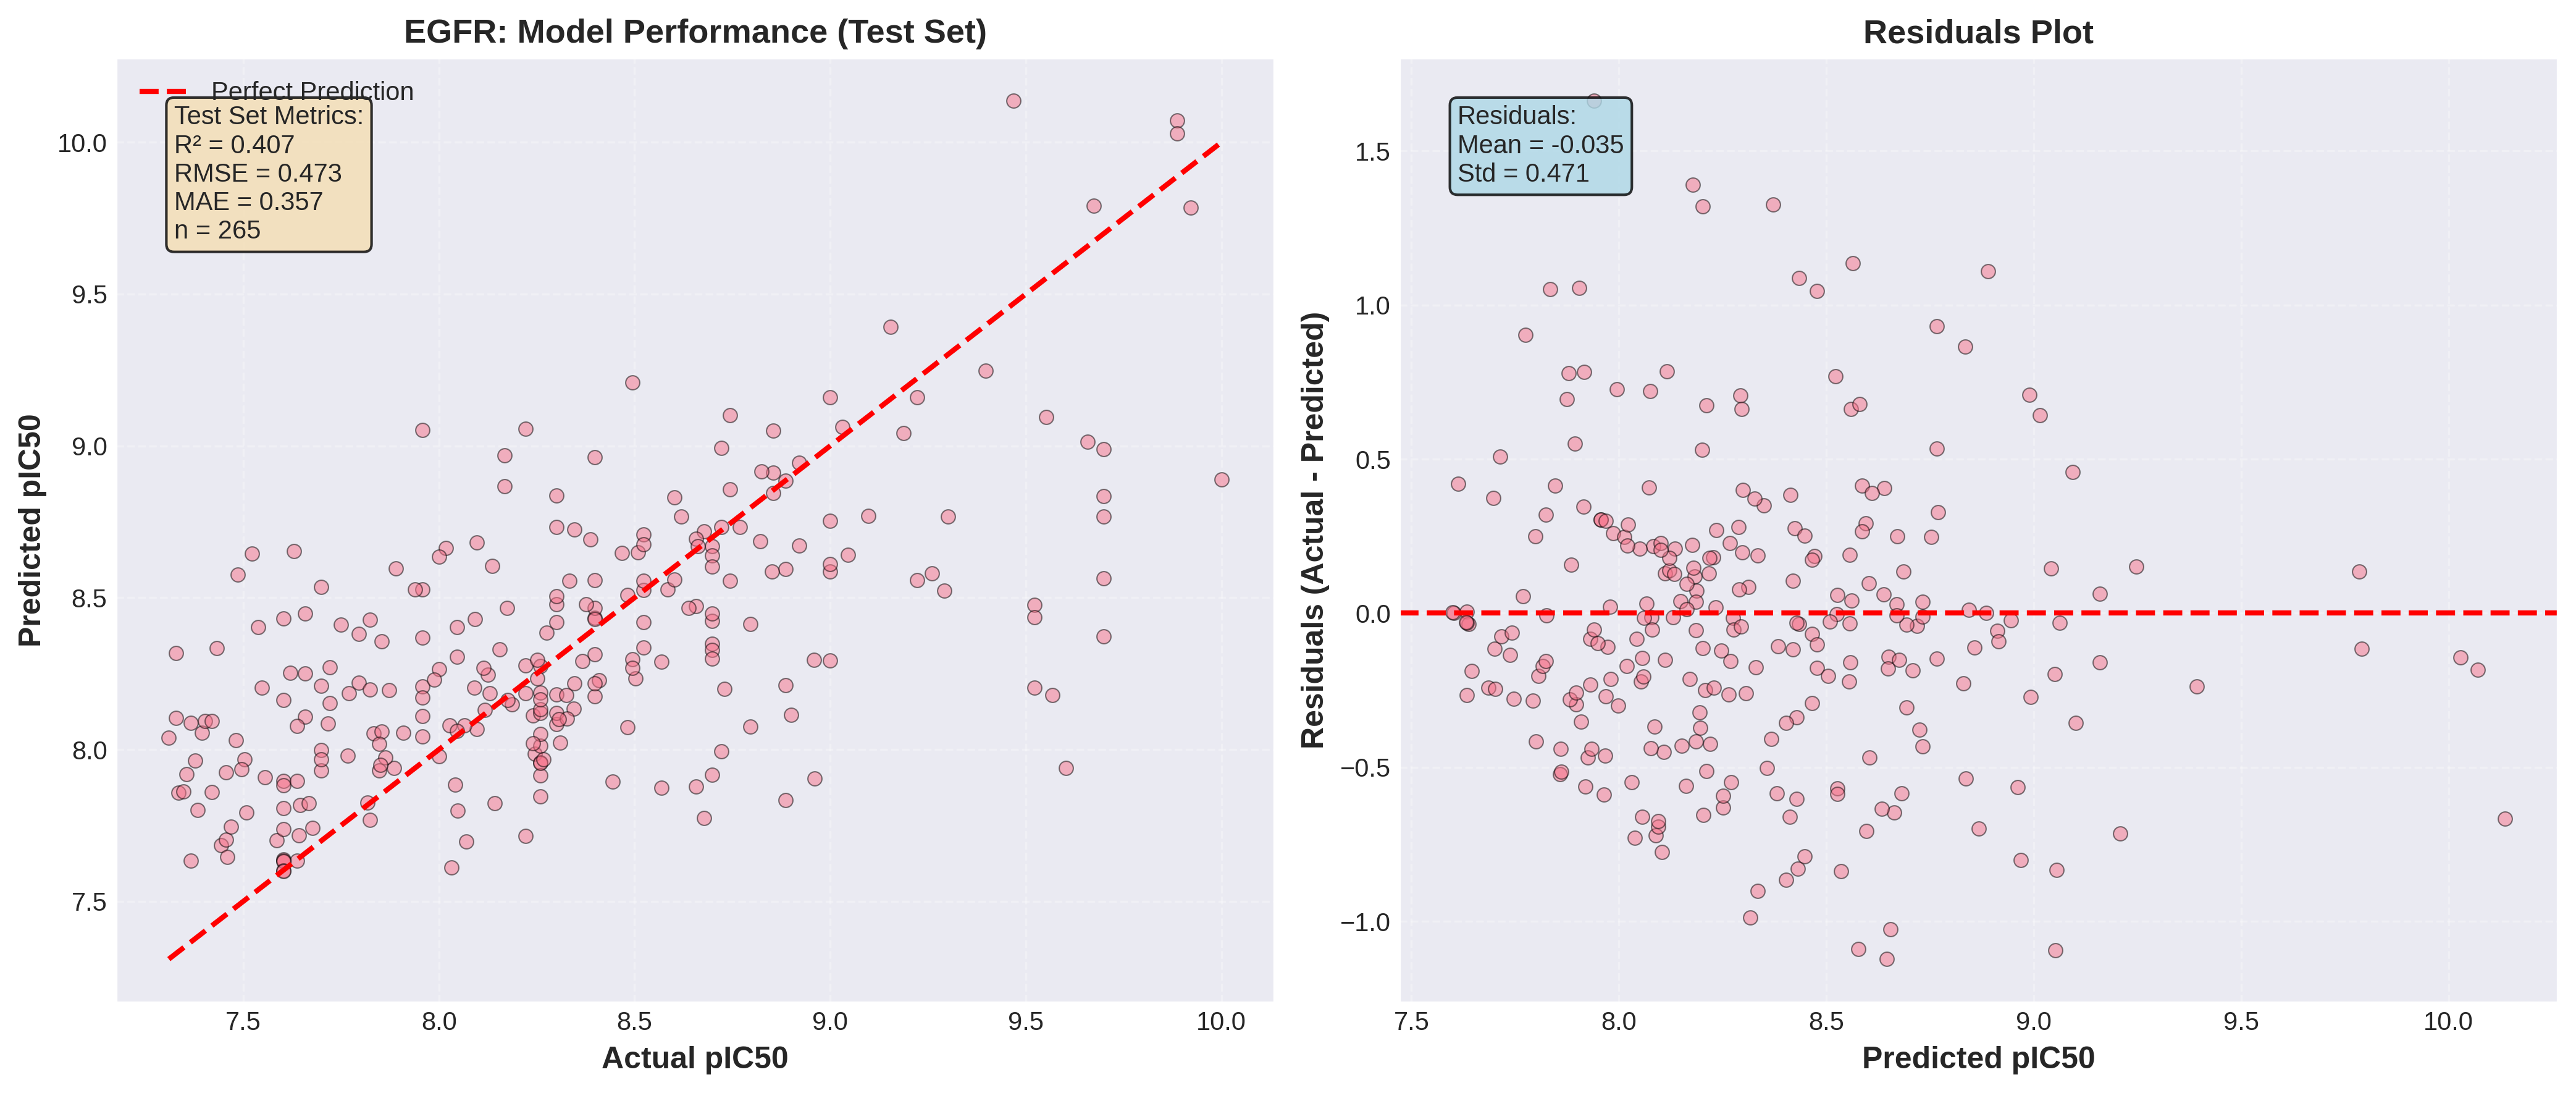 EGFR: Model Performance (Test Set)
Perfect Prediction
Test Set Metrics:
R² = 0.407
RMSE = 0.473
MAE = 0.357
n = 265
Predicted pIC50
10.0
9.5
9.0
8.5
8.0
7.5
7.5 8.0 8.5 9.0 9.5 10.0
Actual pIC50
Residuals Plot
Residuals:
Mean = -0.035
Std = 0.471
Residuals (Actual - Predicted)
1.5
1.0
0.5
0.0
−0.5
−1.0
7.5 8.0 8.5 9.0 9.5 10.0
Predicted pIC50